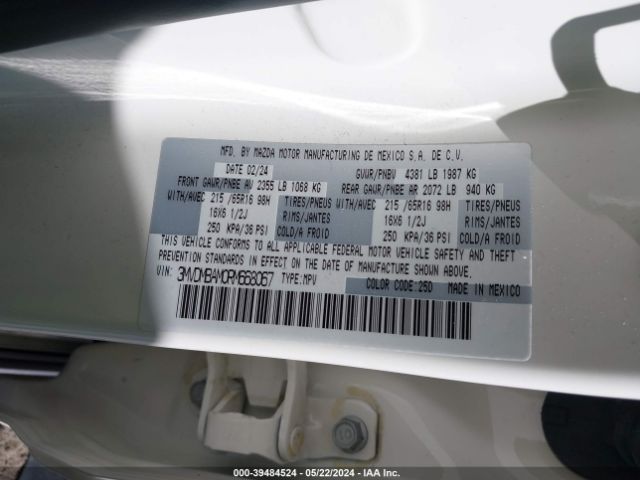 MFD. BY MAZDA MOTOR MANUFACTURING DE MEXICO S.A. DE C.V.
DATE 02/24 GVWR/PNBV 4381 LB 1987 KG
FRONT GAWR/PNBE AV 2355 LB 1068 KG REAR GAWR/PNBE AR 2072 LB 940 KG
WITH/AVEC 215 /65R16 98H TIRES/PNEUS WITH/AVEC 215 /65R16 98H TIRES/PNEUS
16X6 1/2J RIMS/JANTES 16X6 1/2J RIMS/JANTES
250 KPA/36 PSI COLD/A FROID 250 KPA/36 PSI COLD/A FROID
THIS VEHICLE CONFORMS TO ALL APPLICABLE FEDERAL MOTOR VEHICLE SAFETY AND THEFT
PREVENTION STANDARDS IN EFFECT ON THE DATE OF MANUFACTURE SHOWN ABOVE.
VIN: 3MVDMBAM0RM668067 TYPE:MPV COLOR CODE:25D MADE IN MEXICO
000-39484524 - 05/22/2024 - IAA Inc.